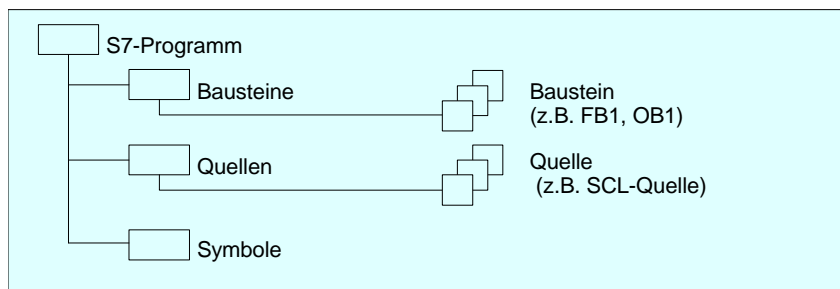 S7-Programm
Bausteine
Baustein
(z.B. FB1, OB1)
Quellen
Quelle
(z.B. SCL-Quelle)
Symbole